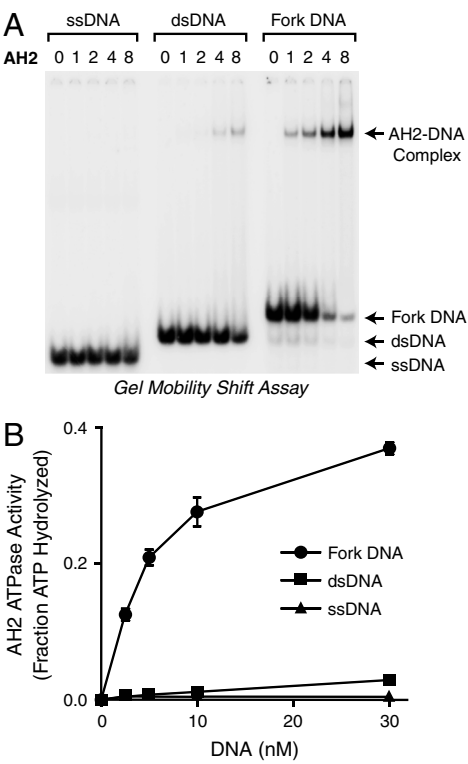 A
ssDNA dsDNA Fork DNA
AH2 0 1 2 4 8 0 1 2 4 8 0 1 2 4 8
AH2-DNA
Complex
Fork DNA
dsDNA
ssDNA
Gel Mobility Shift Assay
B
AH2 ATPase Activity
(Fraction ATP Hydrolyzed)
0.4
0.2
0.0
Fork DNA
dsDNA
ssDNA
0 10 20 30
DNA (nM)